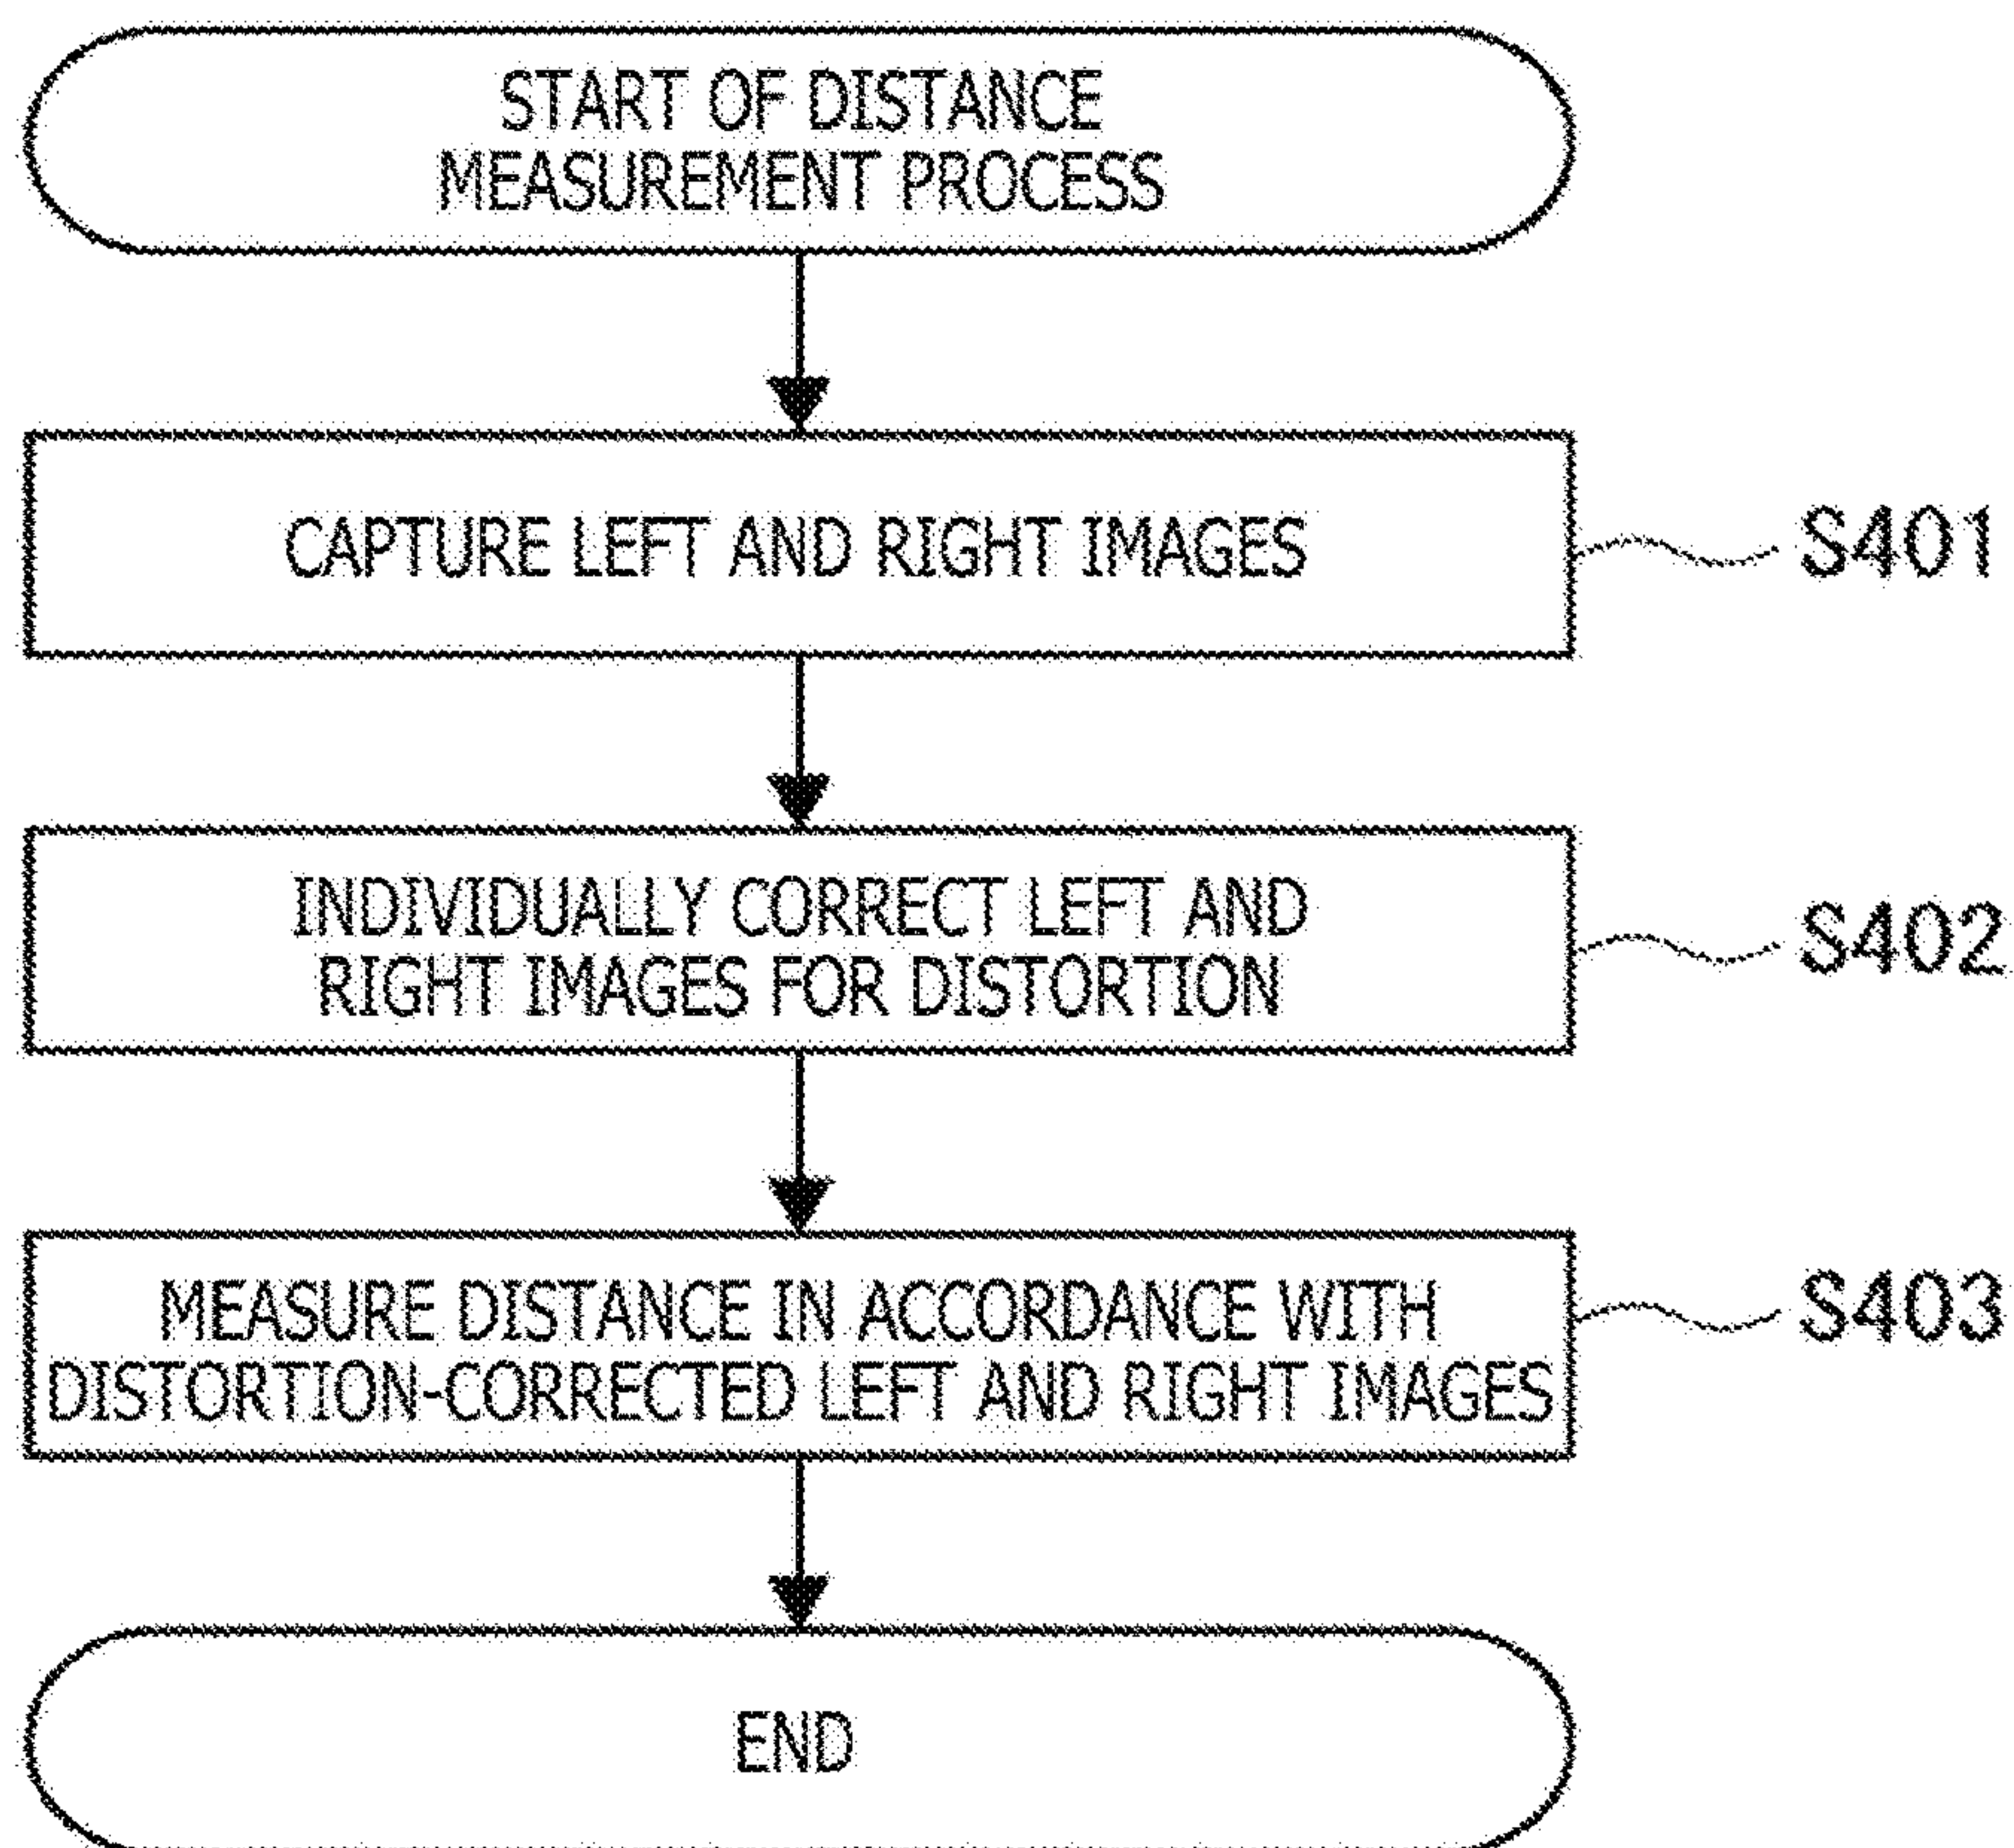 START OF DISTANCE
MEASUREMENT PROCESS
CAPTURE LEFT AND RIGHT IMAGES
S401
INDIVIDUALLY CORRECT LEFT AND
RIGHT IMAGES FOR DISTORTION
S402
MEASURE DISTANCE IN ACCORDANCE WITH
DISTORTION-CORRECTED LEFT AND RIGHT IMAGES
S403
END